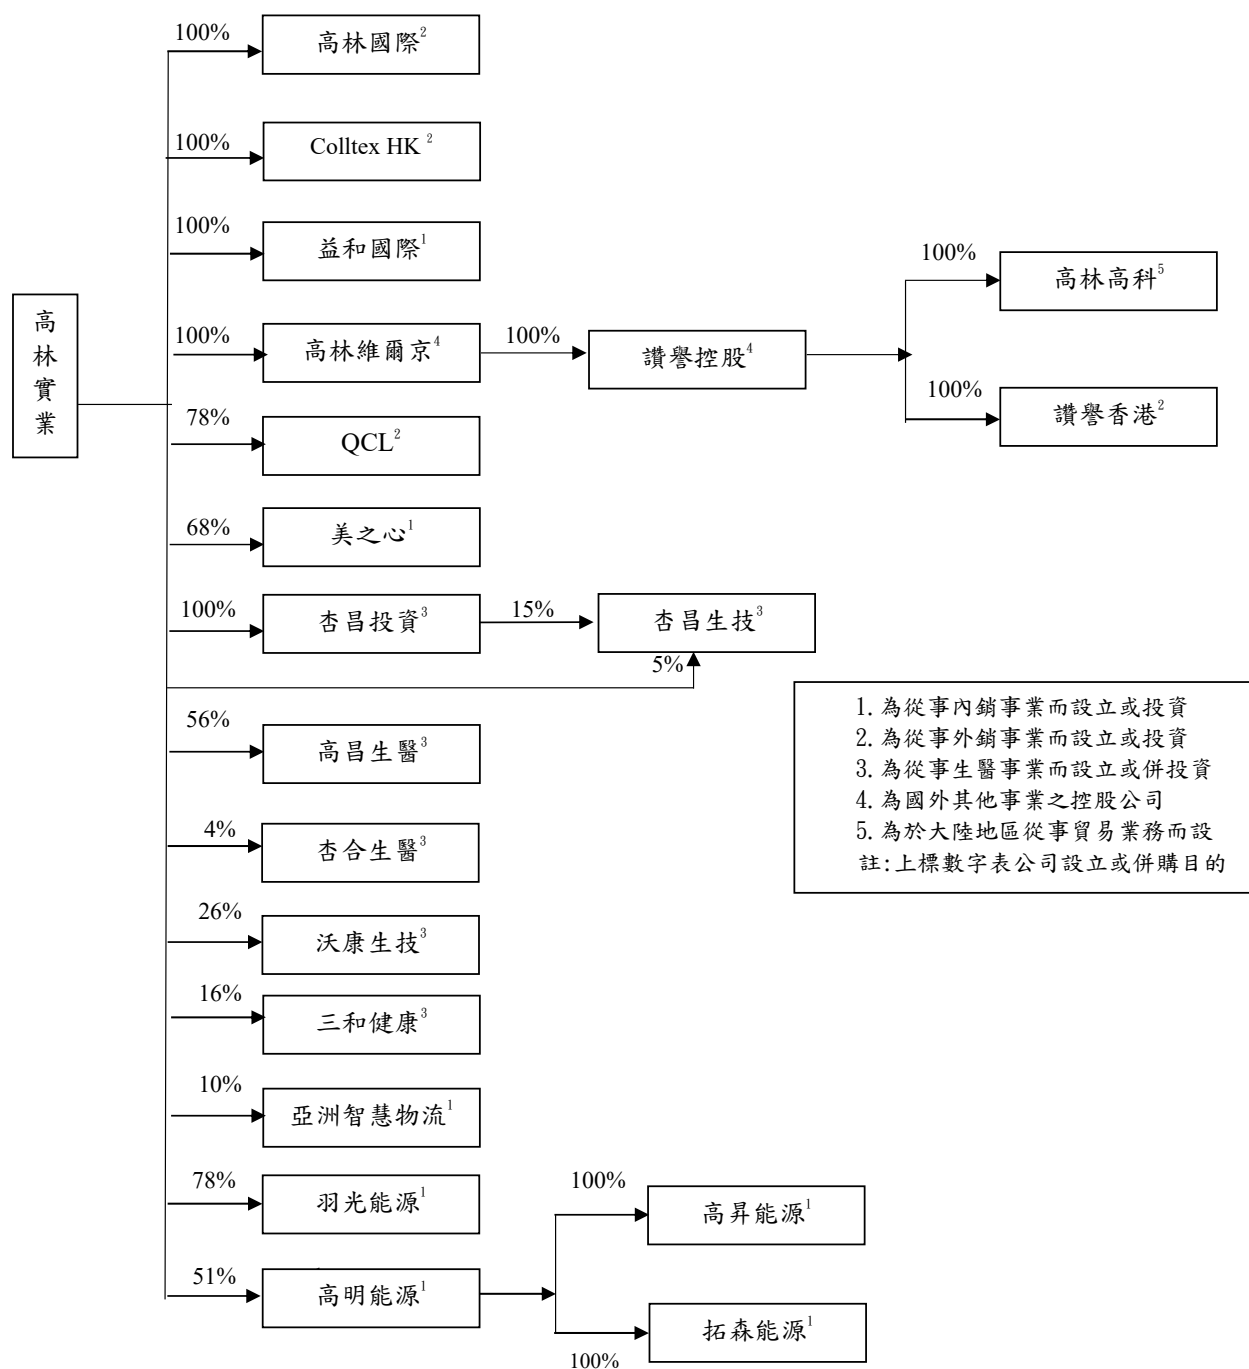 100%
高林國際2
100%
Colltex HK 2
100%
益和國際1
高林實業
100%
高林維爾京4
100%
讚譽控股4
100%
高林高科5
100%
讚譽香港2
78%
QCL2
68%
美之心1
100%
杏昌投資3
15%
杏昌生技3
5%
56%
高昌生醫3
4%
杏合生醫3
26%
沃康生技3
16%
三和健康3
10%
亞洲智慧物流1
78%
羽光能源1
51%
高明能源1
100%
高昇能源1
拓森能源1
100%
1.為從事內銷事業而設立或投資
2.為從事外銷事業而設立或投資
3.為從事生醫事業而設立或併投資
4.為國外其他事業之控股公司
5.為於大陸地區從事貿易業務而設
註:上標數字表公司設立或併購目的